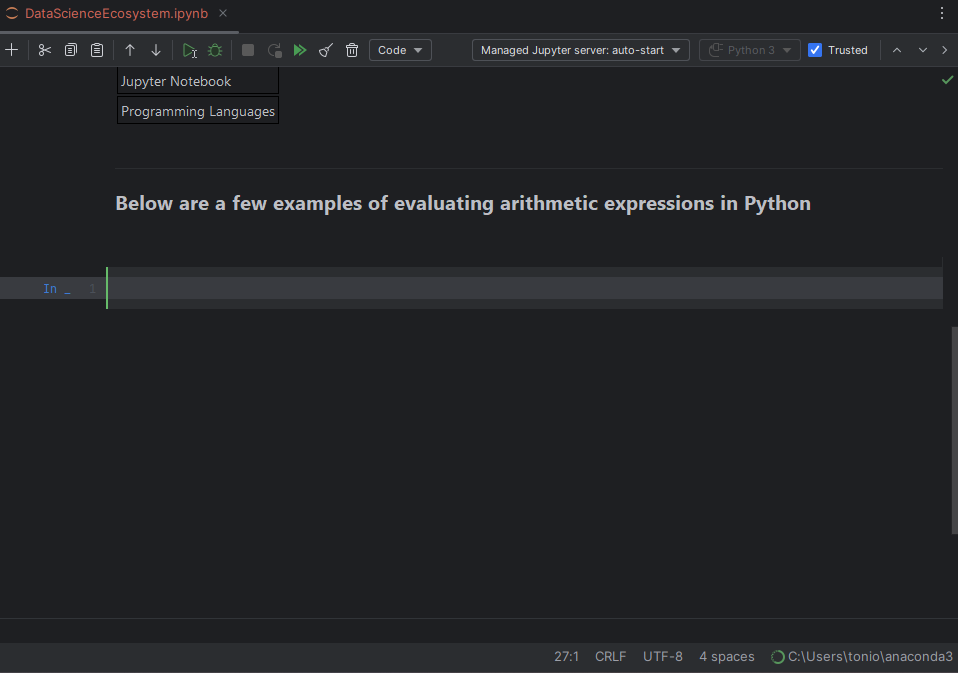 DataScienceEcosystem.ipynb
Code
Managed Jupyter server: auto-start
Python 3
Trusted
Jupyter Notebook
Programming Languages
Below are a few examples of evaluating arithmetic expressions in Python
In _ 1
27:1 CRLF UTF-8 4 spaces C:\Users\tonio\anaconda3